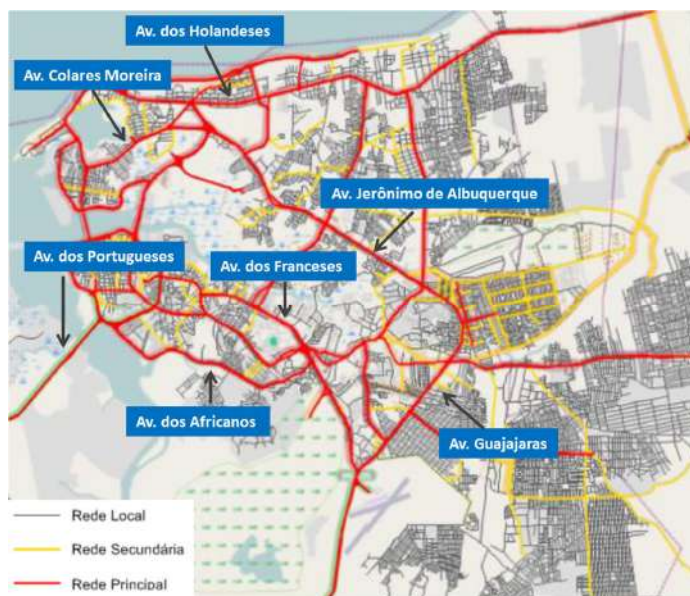 Av. dos Holandeses
Av. Colares Moreira
Av. Jerônimo de Albuquerque
Av. dos Portugueses
Av. dos Franceses
Av. dos Africanos
Av. Guajajaras
Rede Local
Rede Secundária
Rede Principal